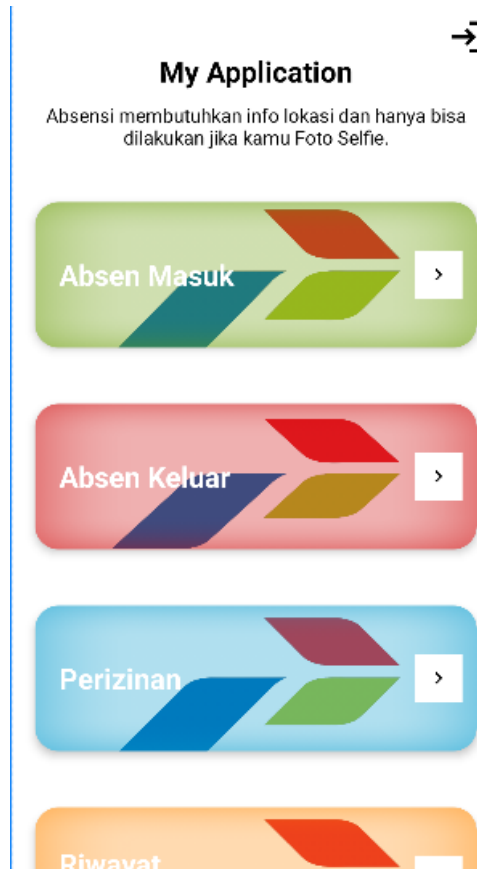 My Application
Absensi membutuhkan info lokasi dan hanya bisa
dilakukan jika kamu Foto Selfie.
Absen Masuk
Absen Keluar
Perizinan
Riwayat